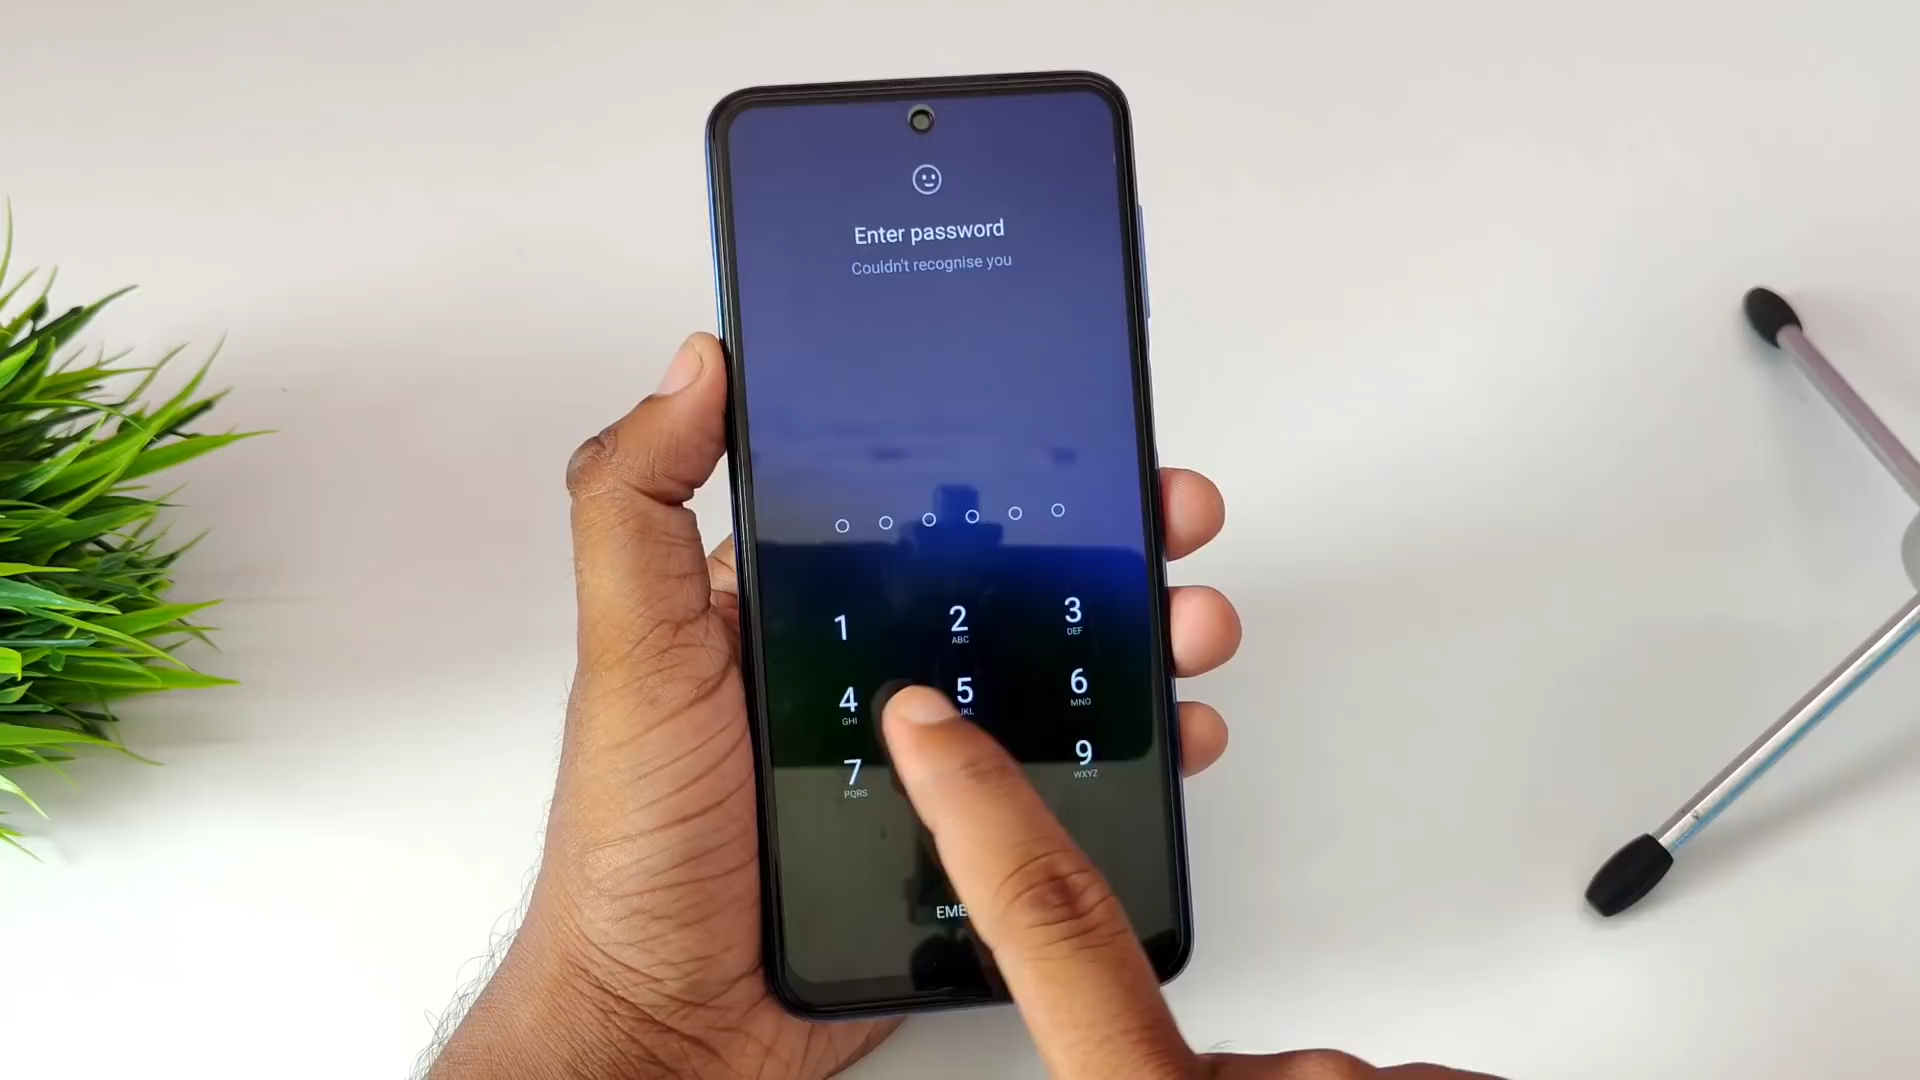 Enter password
Couldn't recognise you
1 2 3
ABC DEF
4 5 6
GHI JKL MNO
7 9
PQRS WXYZ